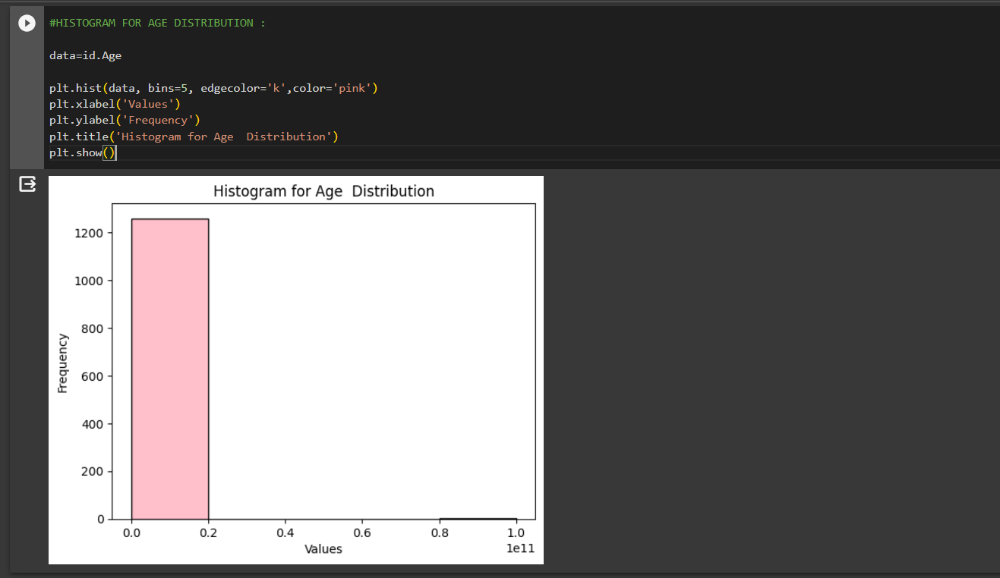 #HISTOGRAM FOR AGE DISTRIBUTION :
data=id.Age
plt.hist(data, bins=5, edgecolor='k',color='pink')
plt.xlabel('Values')
plt.ylabel('Frequency')
plt.title('Histogram for Age  Distribution')
plt.show()
Histogram for Age  Distribution
Frequency
1200
1000
800
600
400
200
0
0.0 0.2 0.4 0.6 0.8 1.0
1e11
Values